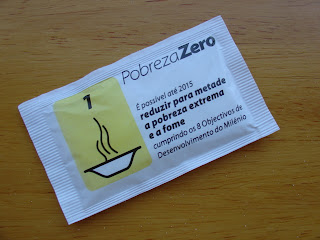 PobrezaZero
1
É possível até 2015
reduzir para metade
a pobreza extrema
e a fome
cumprindo os 8 Objectivos de
Desenvolvimento do Milénio